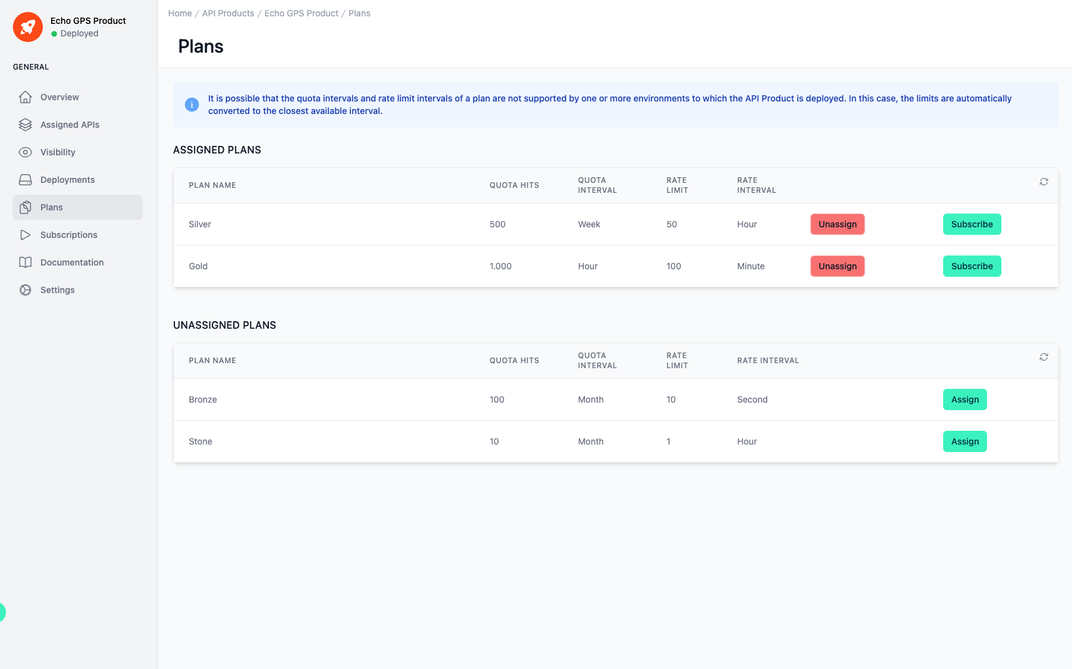 Echo GPS Product
Deployed
GENERAL
Overview
Assigned APIs
Visibility
Deployments
Plans
Subscriptions
Documentation
Settings
Home / API Products / Echo GPS Product / Plans
Plans
It is possible that the quota intervals and rate limit intervals of a plan are not supported by one or more environments to which the API Product is deployed. In this case, the limits are automatically
converted to the closest available interval.
ASSIGNED PLANS
PLAN NAME QUOTA HITS QUOTA INTERVAL RATE LIMIT RATE INTERVAL
Silver 500 Week 50 Hour Unassign Subscribe
Gold 1.000 Hour 100 Minute Unassign Subscribe
UNASSIGNED PLANS
PLAN NAME QUOTA HITS QUOTA INTERVAL RATE LIMIT RATE INTERVAL
Bronze 100 Month 10 Second Assign
Stone 10 Month 1 Hour Assign